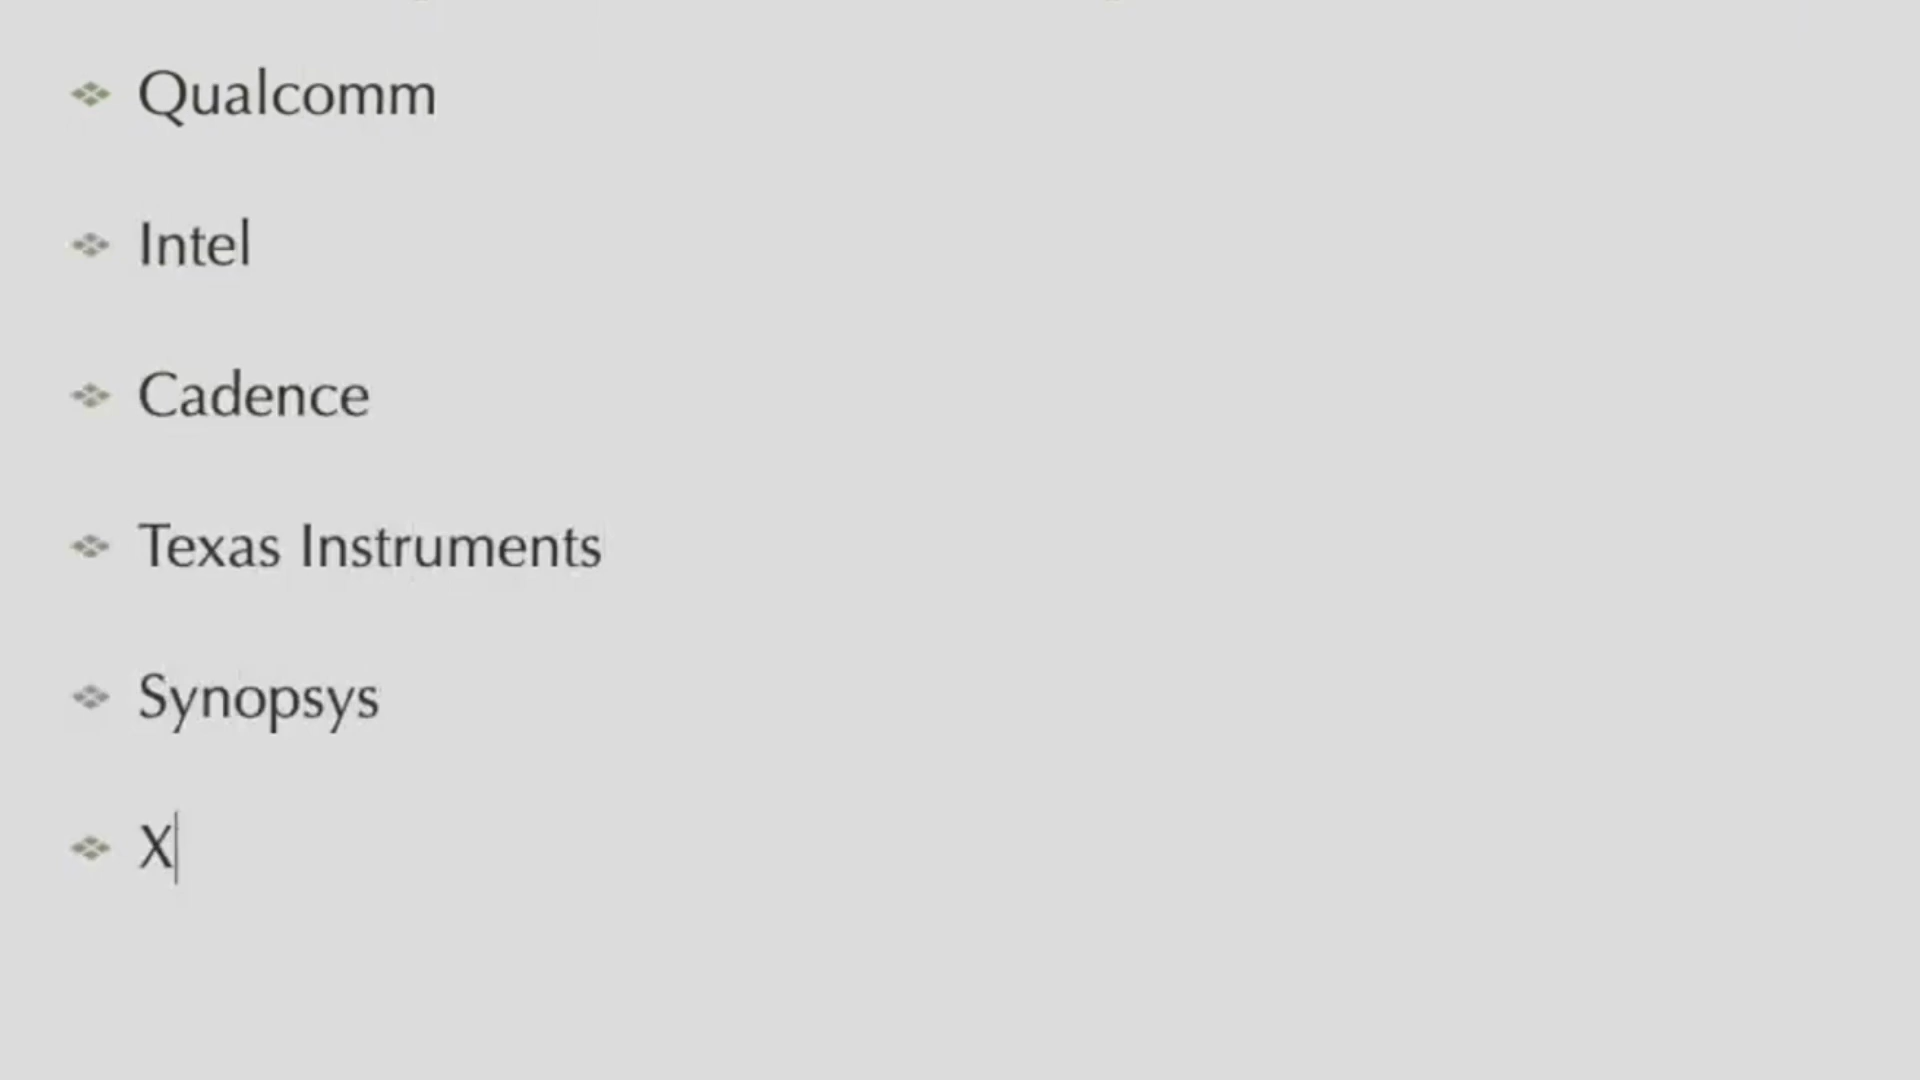 Qualcomm
Intel
Cadence
Texas Instruments
Synopsys
X